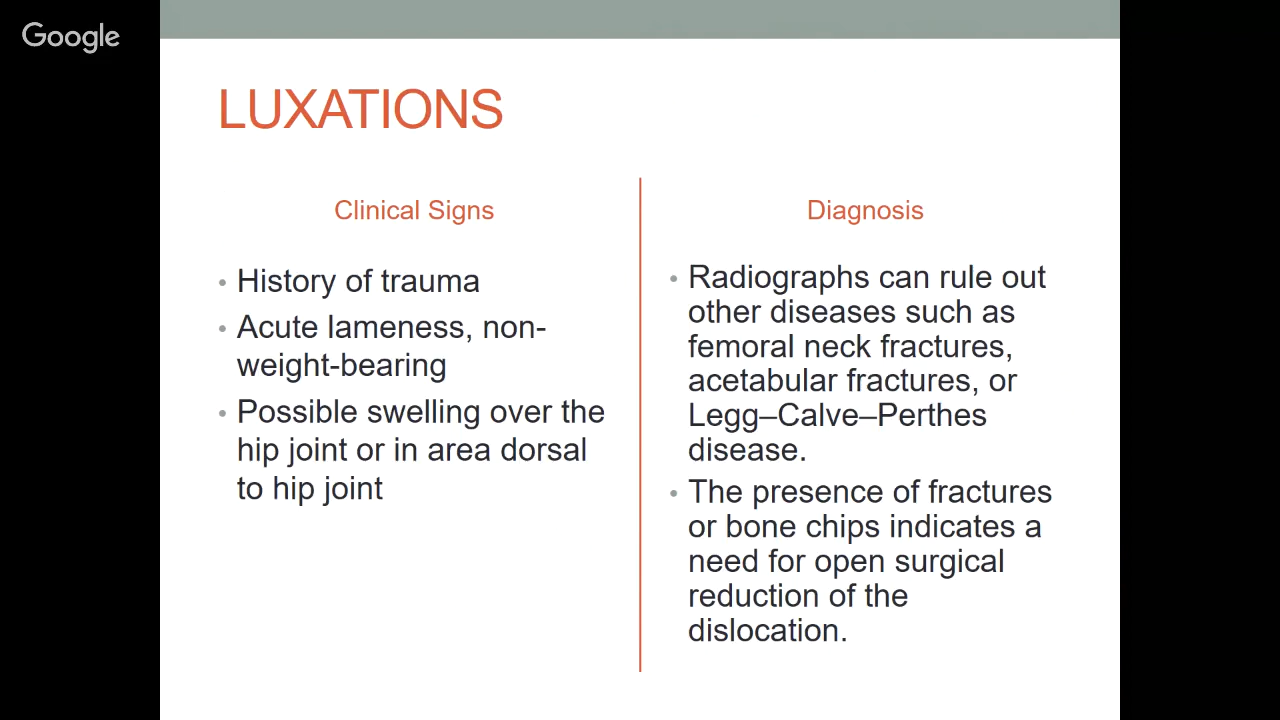 Google
LUXATIONS
Clinical Signs
• History of trauma
• Acute lameness, non-
weight-bearing
• Possible swelling over the
hip joint or in area dorsal
to hip joint
Diagnosis
• Radiographs can rule out
other diseases such as
femoral neck fractures,
acetabular fractures, or
Legg–Calve–Perthes
disease.
• The presence of fractures
or bone chips indicates a
need for open surgical
reduction of the
dislocation.